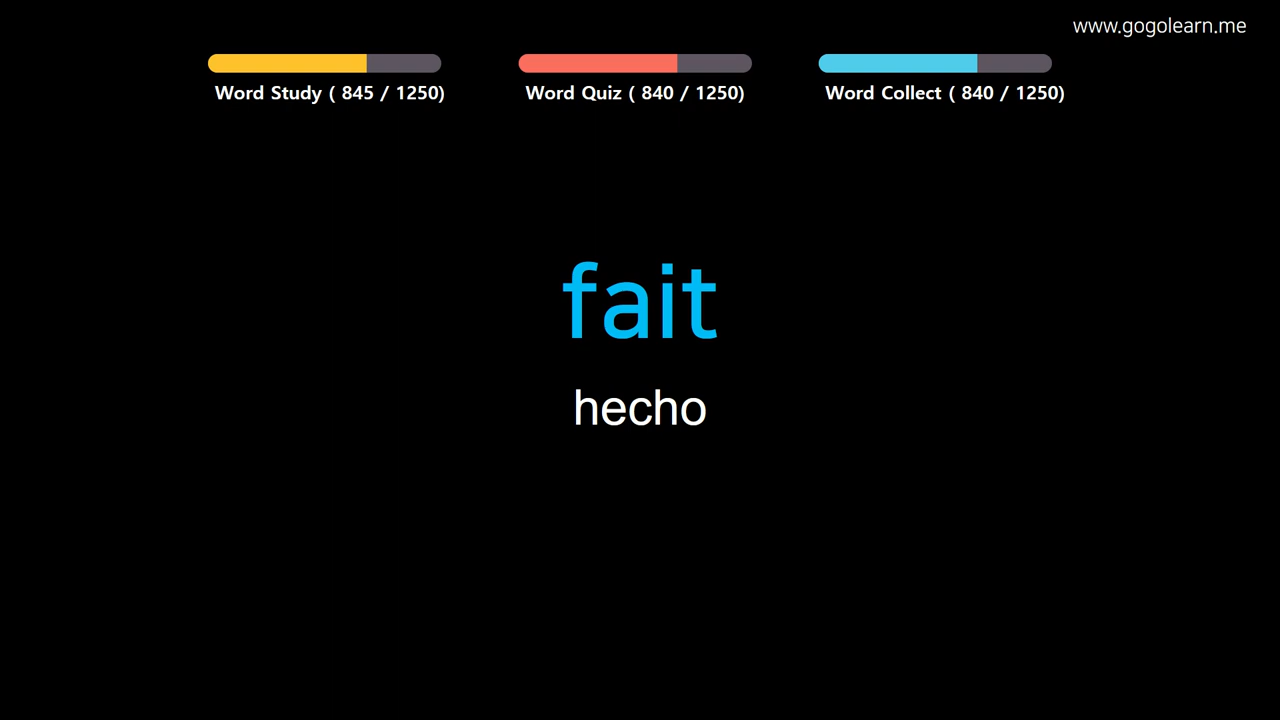 www.gogolearn.me
Word Study ( 845 / 1250)
Word Quiz ( 840 / 1250)
Word Collect ( 840 / 1250)
fait
hecho